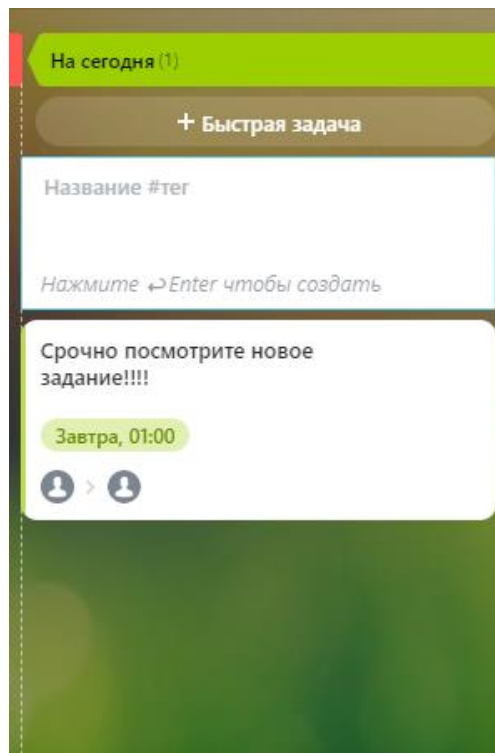 На сегодня (1)
+ Быстрая задача
Название #тег
Нажмите ↵Enter чтобы создать
Срочно посмотрите новое
задание!!!!
Завтра, 01:00